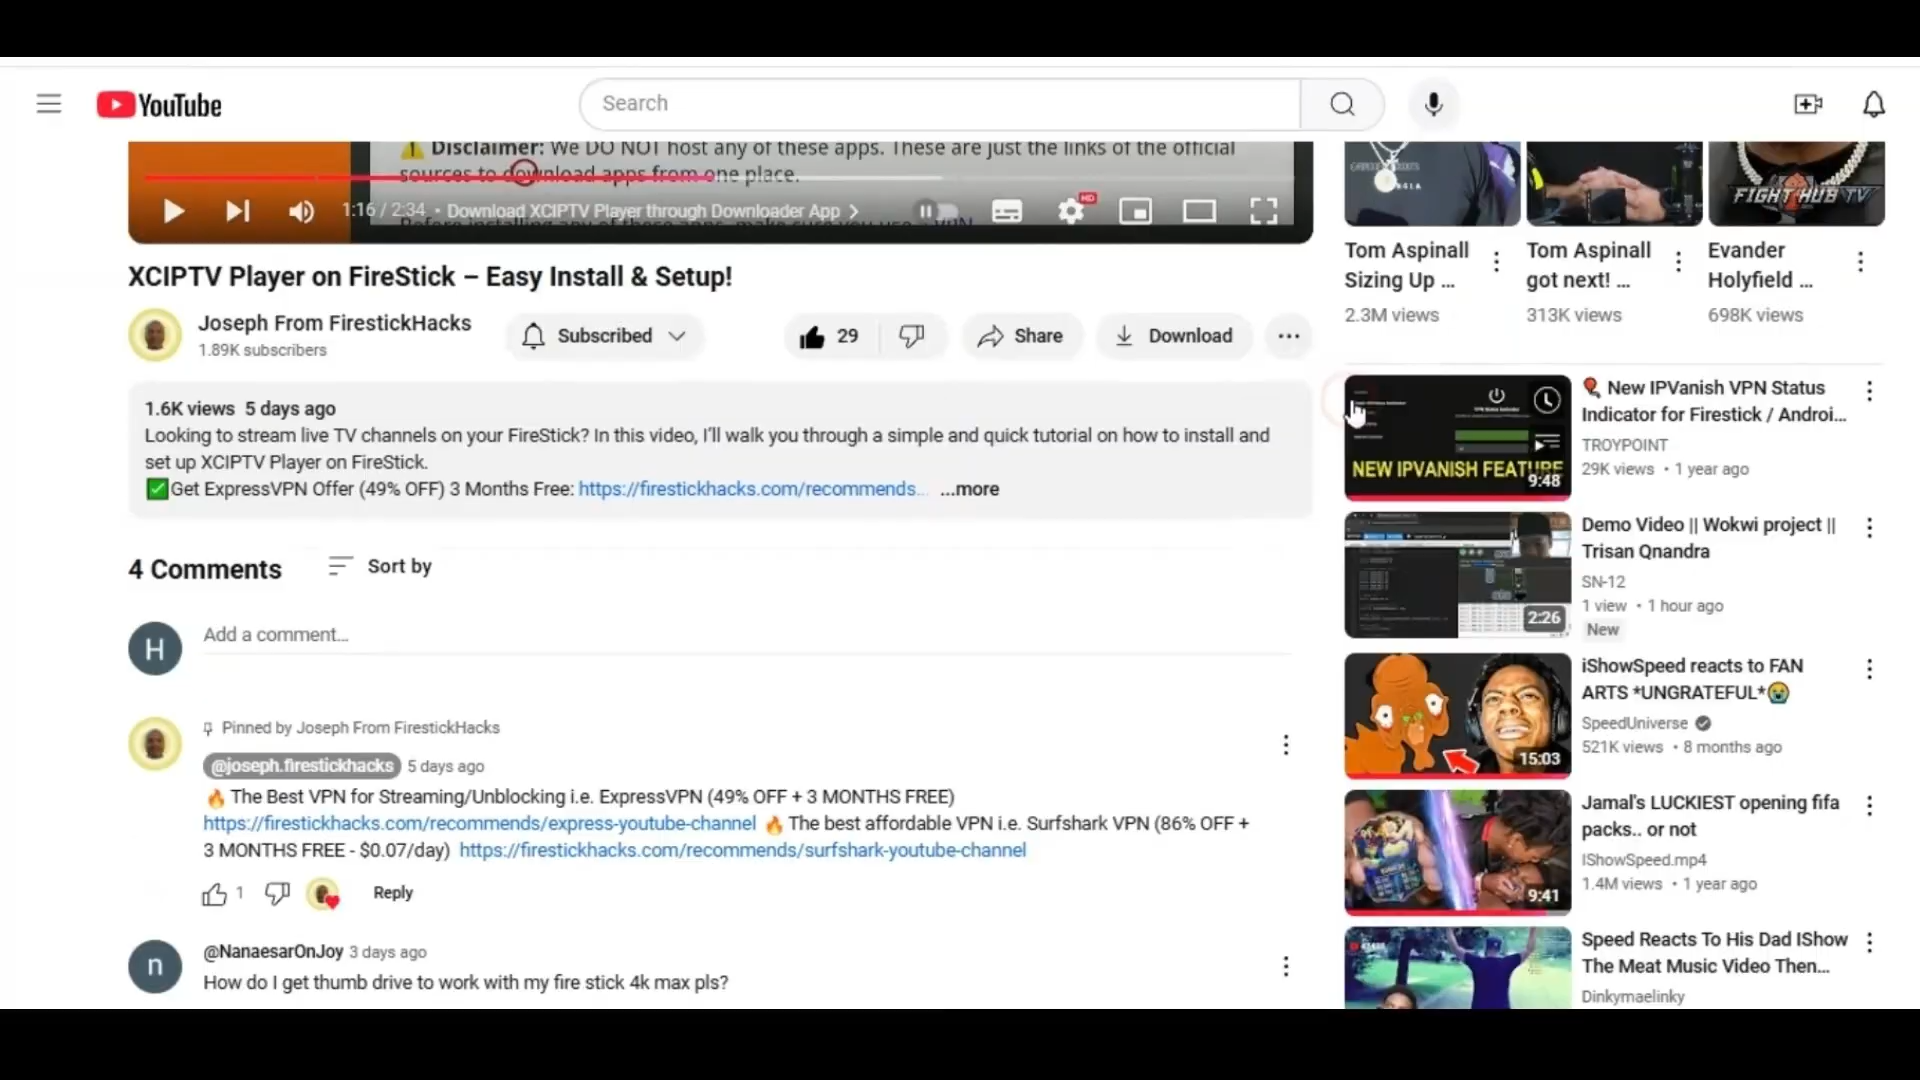 YouTube
Search
Disclaimer: We DO NOT host any of these apps. These are just the links of the official
sources to download apps from one place.
1:16 / 2:34 • Download XCIPTV Player through Downloader App
HD
XCIPTV Player on FireStick – Easy Install & Setup!
Joseph From FirestickHacks
1.89K subscribers
Subscribed
29
Share
Download
1.6K views 5 days ago
Looking to stream live TV channels on your FireStick? In this video, I'll walk you through a simple and quick tutorial on how to install and
set up XCIPTV Player on FireStick.
Get ExpressVPN Offer (49% OFF) 3 Months Free: https://firestickhacks.com/recommends... ...more
4 Comments
Sort by
H
Add a comment...
Pinned by Joseph From FirestickHacks
@joseph.firestickhacks 5 days ago
🔥 The Best VPN for Streaming/Unblocking i.e. ExpressVPN (49% OFF + 3 MONTHS FREE)
https://firestickhacks.com/recommends/express-youtube-channel 🔥 The best affordable VPN i.e. Surfshark VPN (86% OFF +
3 MONTHS FREE - $0.07/day) https://firestickhacks.com/recommends/surfshark-youtube-channel
1
Reply
n
@NanaesarOnJoy 3 days ago
How do I get thumb drive to work with my fire stick 4k max pls?
FIGHT HUB TV
Tom Aspinall
Sizing Up ...
2.3M views
Tom Aspinall
got next! ...
313K views
Evander
Holyfield ...
698K views
NEW IPVANISH FEATURE
9:48
New IPVanish VPN Status
Indicator for Firestick / Androi...
TROYPOINT
29K views • 1 year ago
2:26
Demo Video || Wokwi project ||
Trisan Qnandra
SN-12
1 view • 1 hour ago
New
15:03
iShowSpeed reacts to FAN
ARTS *UNGRATEFUL*😭
SpeedUniverse
521K views • 8 months ago
9:41
Jamal's LUCKIEST opening fifa
packs.. or not
IShowSpeed.mp4
1.4M views • 1 year ago
Speed Reacts To His Dad IShow
The Meat Music Video Then...
Dinkymaelinky